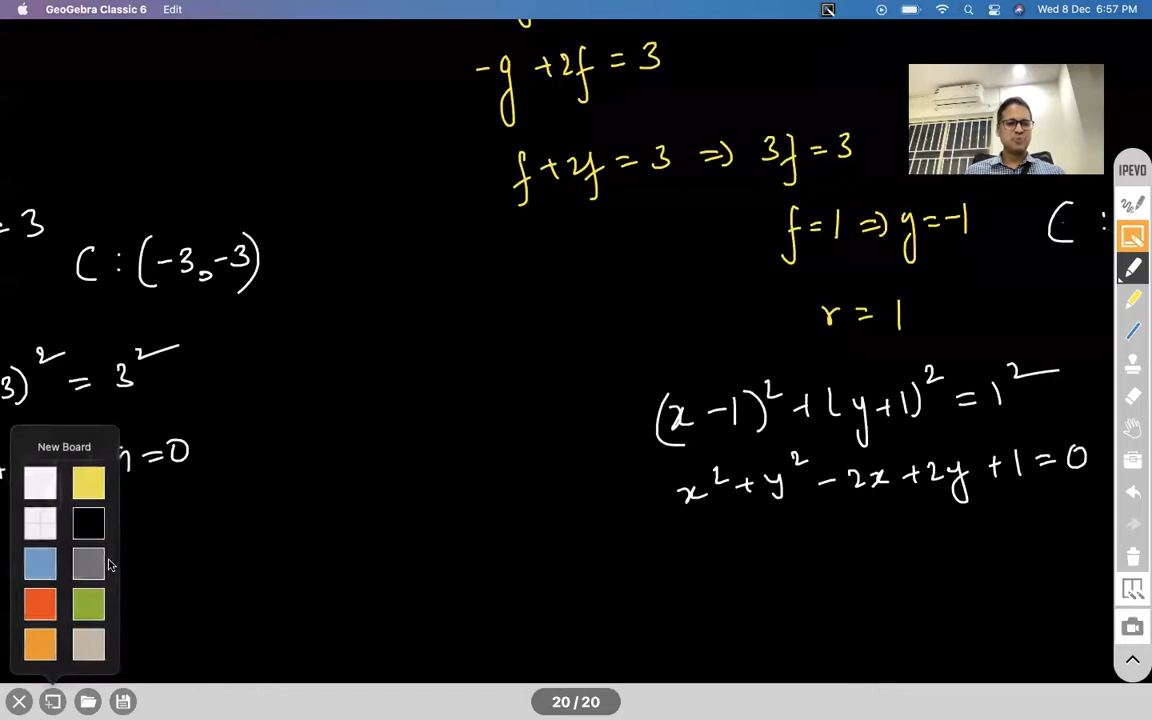 GeoGebra Classic 6 Edit Wed 8 Dec 6:57 PM
-g + 2f = 3
f + 2f = 3 => 3f = 3
f = 1 => g = -1
r = 1
(x - 1)² + (y + 1)² = 1²
x² + y² - 2x + 2y + 1 = 0
= 3
C : (-3, -3)
3)² = 3²
= 0
C :
IPEVO
New Board
20 / 20